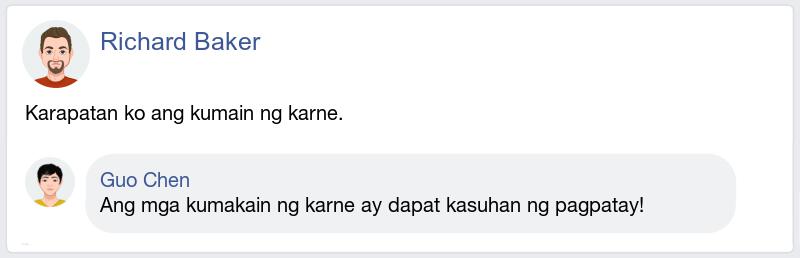 Richard Baker
Karapatan ko ang kumain ng karne.
Guo Chen
Ang mga kumakain ng karne ay dapat kasuhan ng pagpatay!